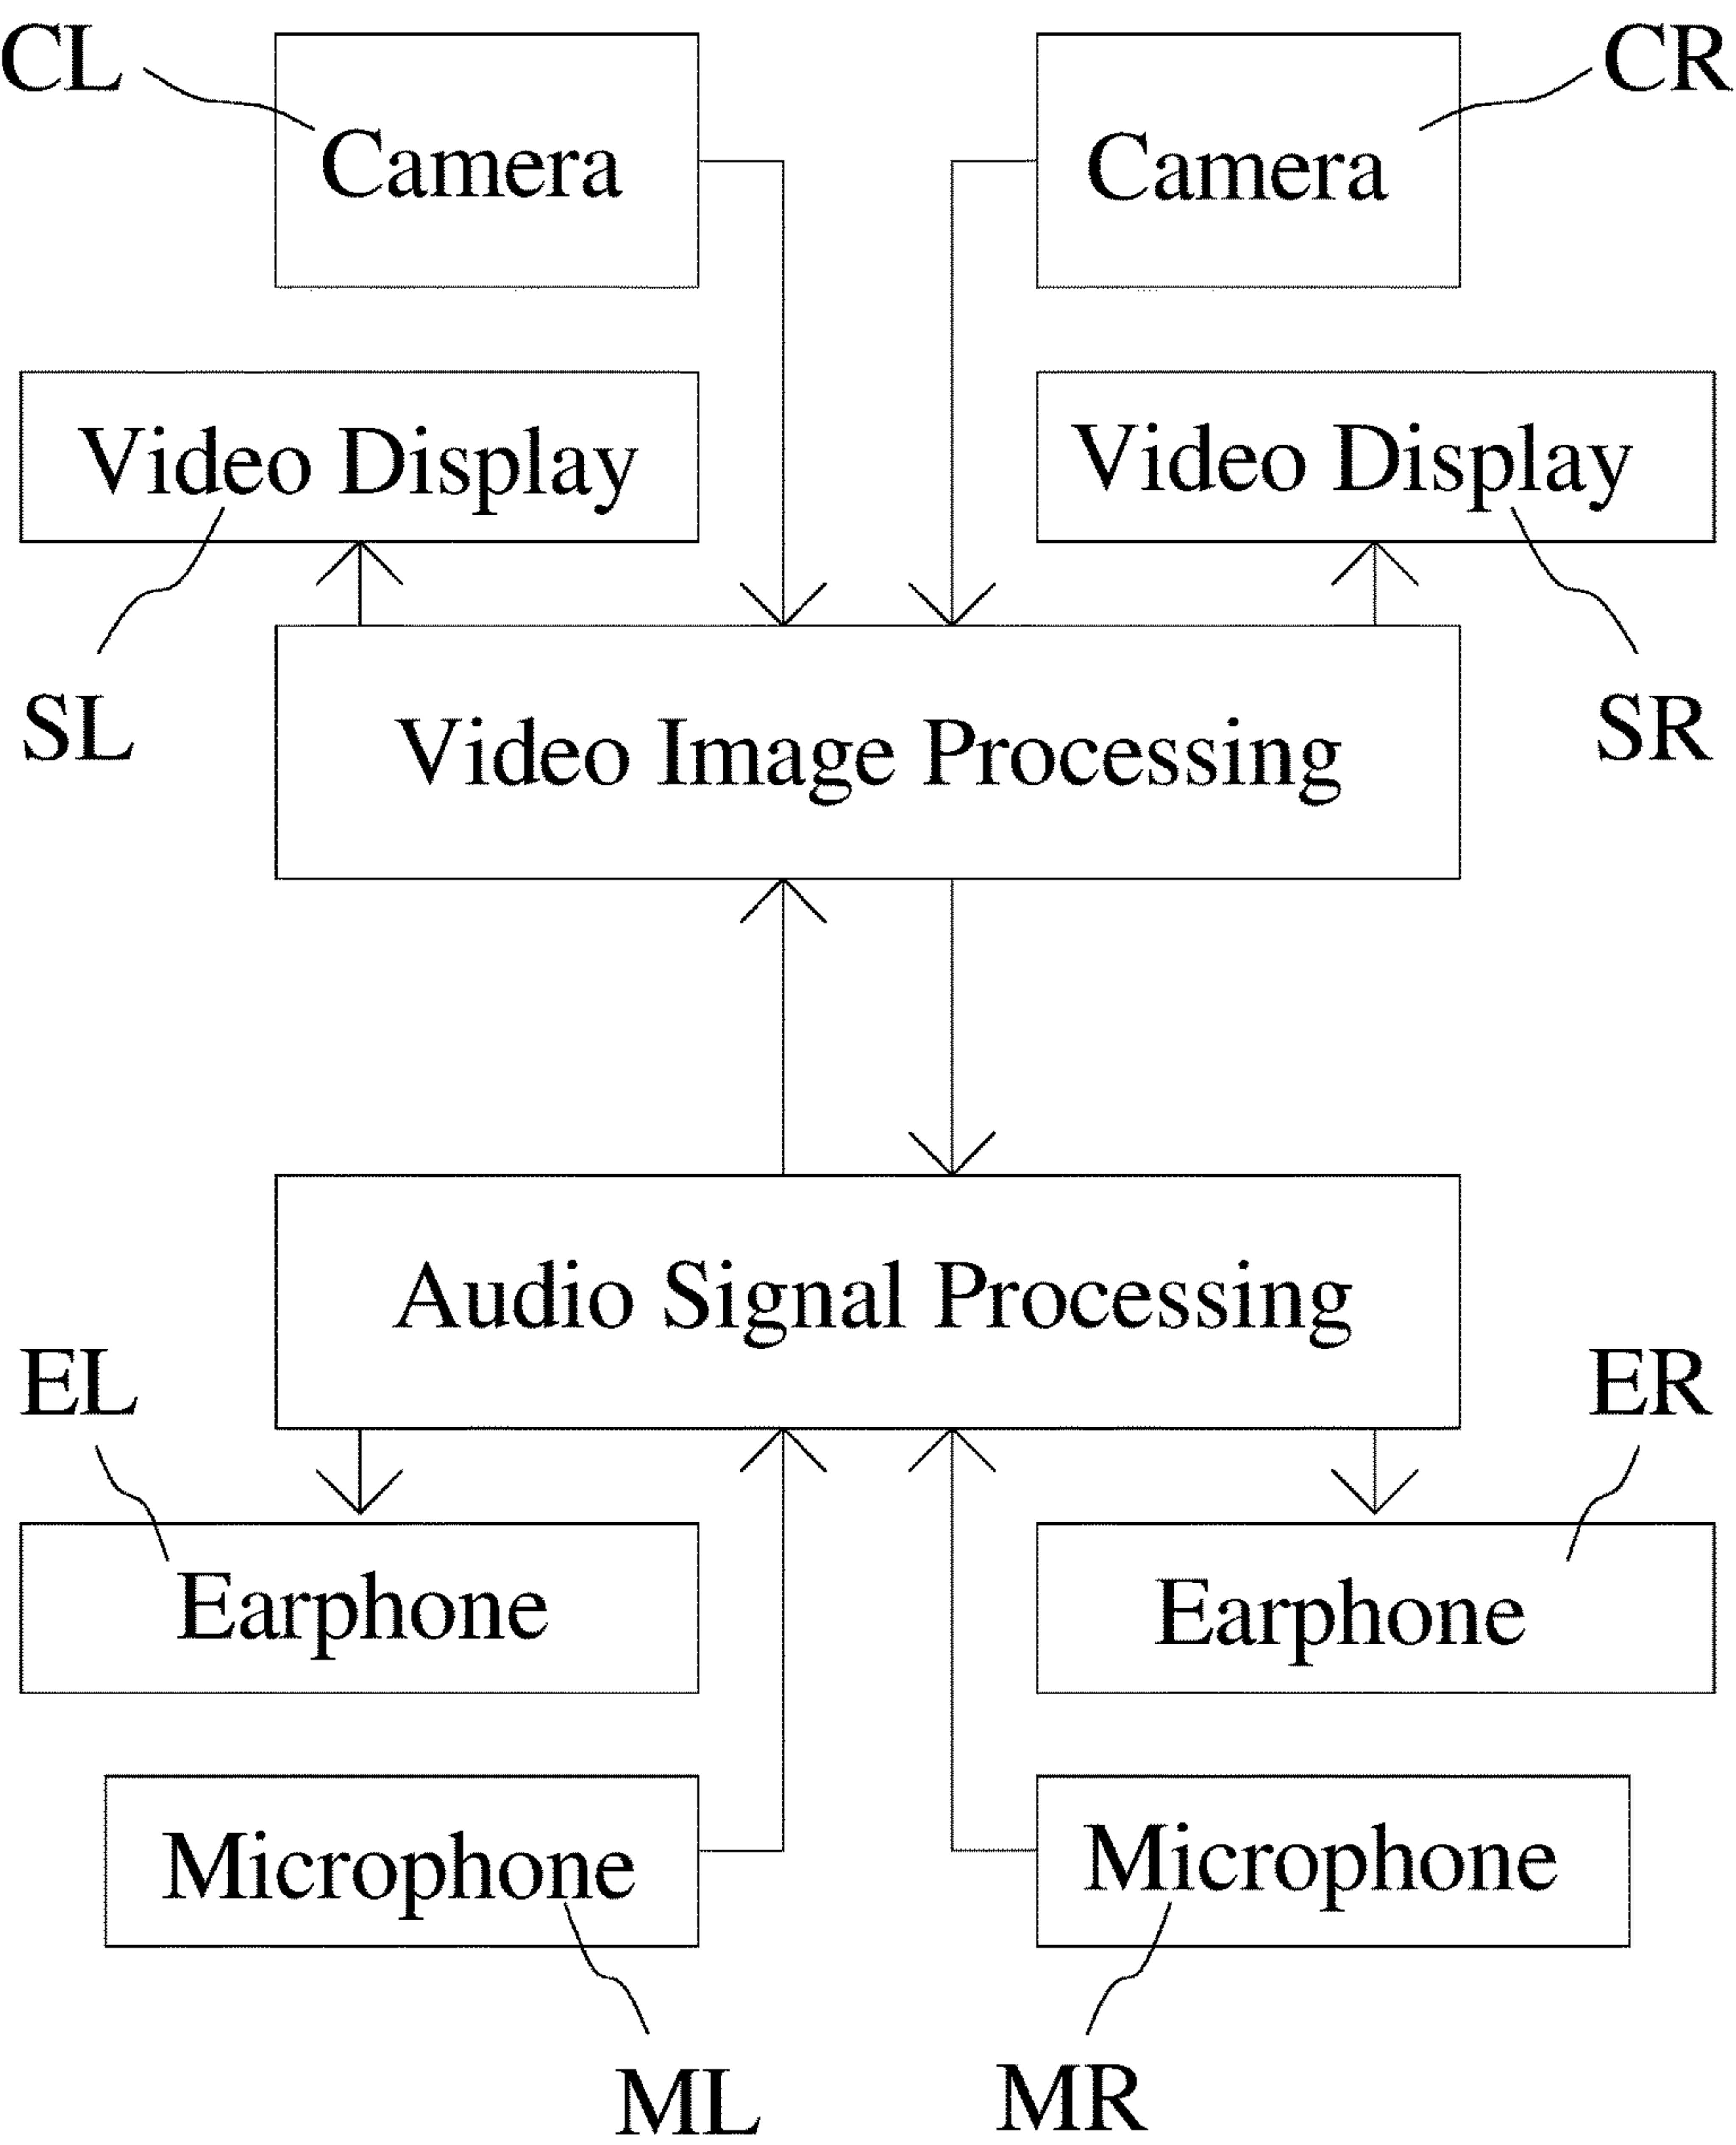 CL
CR
Camera
Camera
Video Display
Video Display
SL
SR
Video Image Processing
Audio Signal Processing
EL
ER
Earphone
Earphone
Microphone
Microphone
ML
MR